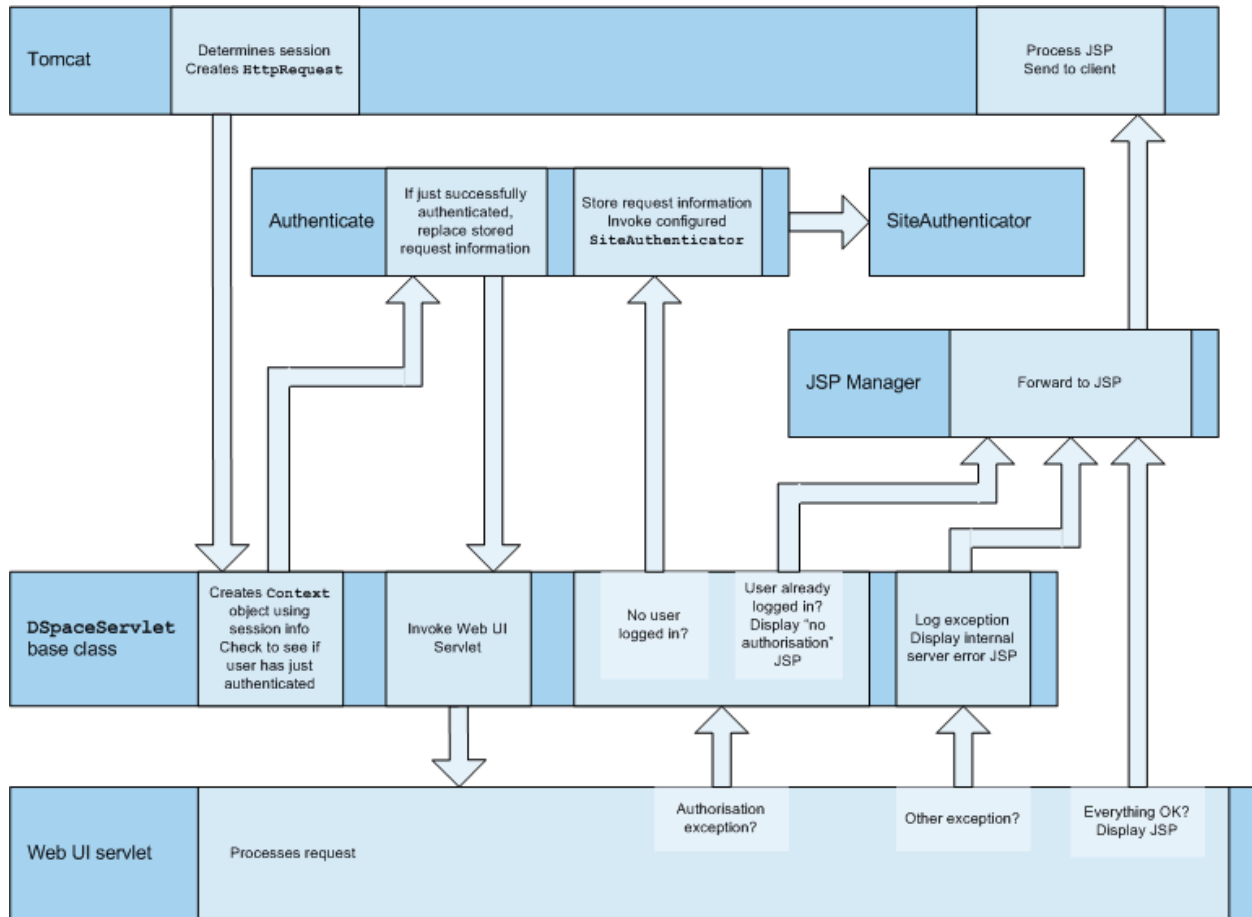 Tomcat
Determines session
Creates HttpRequest
Process JSP
Send to client
Authenticate
If just successfully
authenticated,
replace stored
request information
Store request information
Invoke configured
SiteAuthenticator
SiteAuthenticator
JSP Manager
Forward to JSP
DSpaceServlet
base class
Creates Context
object using
session info
Check to see if
user has just
authenticated
Invoke Web UI
Servlet
No user
logged in?
User already
logged in?
Display “no
authorisation”
JSP
Log exception
Display internal
server error JSP
Web UI servlet
Processes request
Authorisation
exception?
Other exception?
Everything OK?
Display JSP